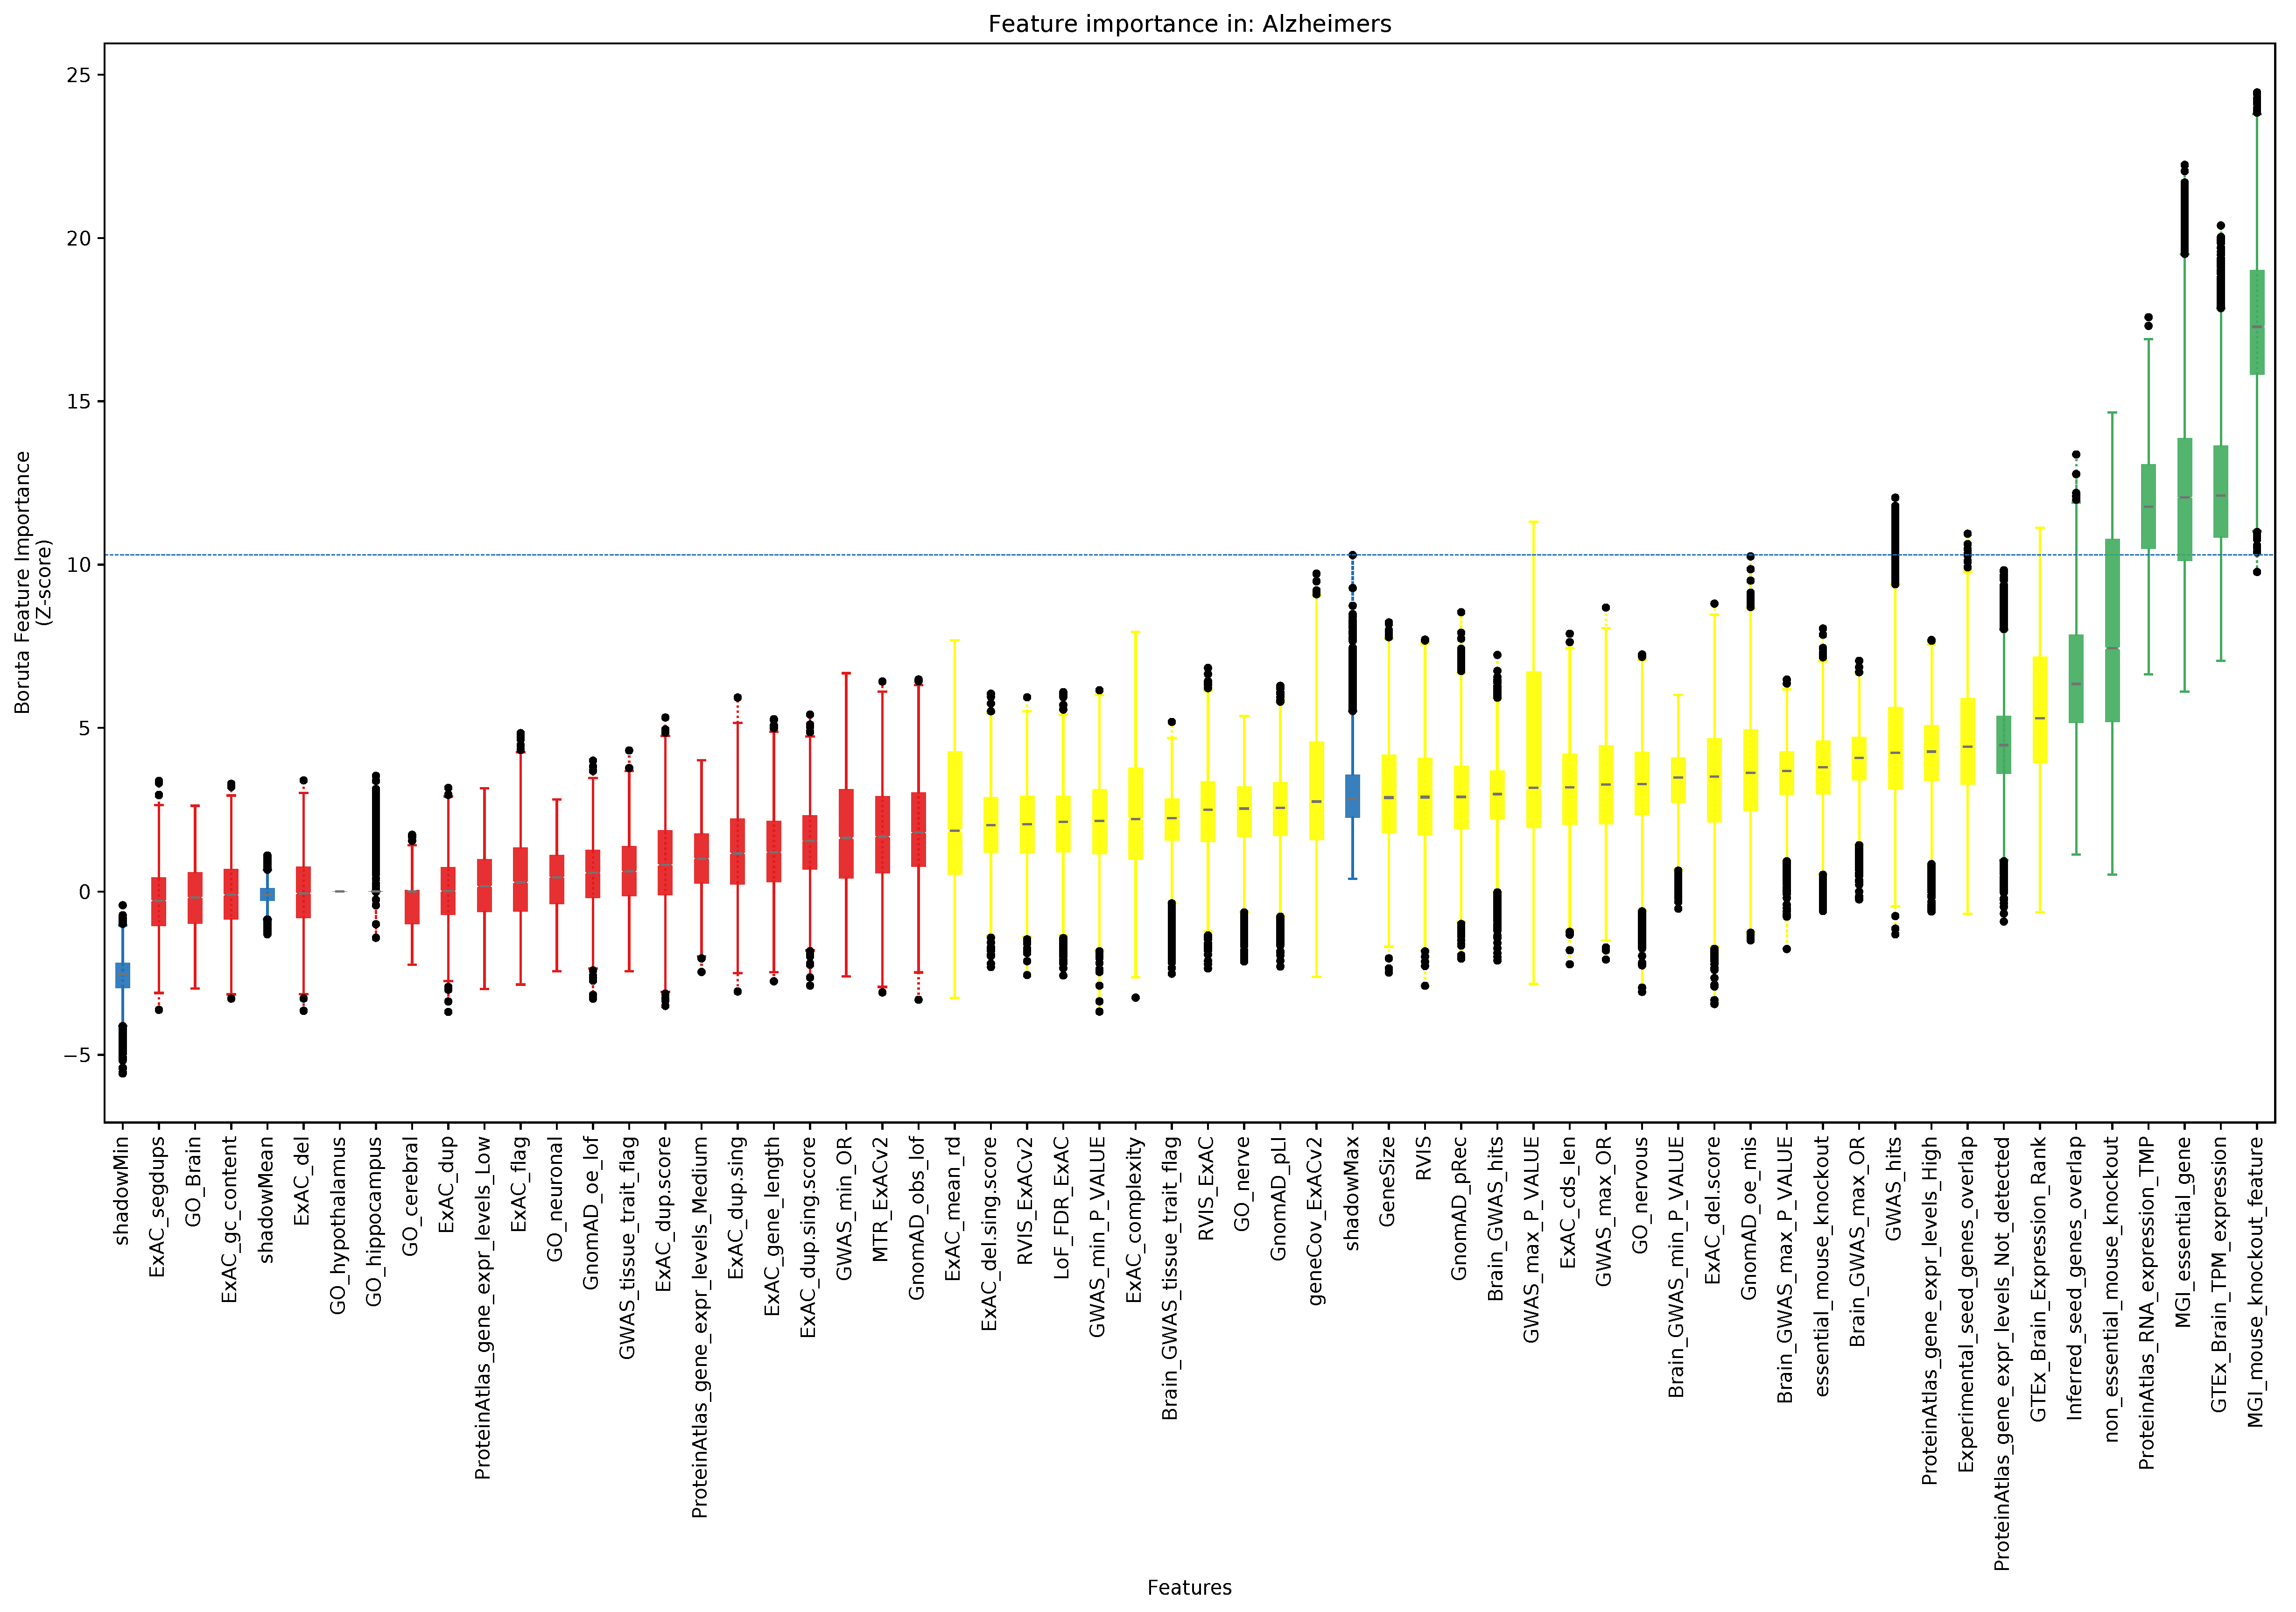 Feature importance in: Alzheimers
Boruta Feature Importance
(Z-score)
25
20
15
10
5
0
−5
shadowMin
ExAC_segdups
GO_Brain
ExAC_gc_content
shadowMean
ExAC_del
GO_hypothalamus
GO_hippocampus
GO_cerebral
ExAC_dup
ProteinAtlas_gene_expr_levels_Low
ExAC_flag
GO_neuronal
GnomAD_oe_lof
GWAS_tissue_trait_flag
ExAC_dup.score
ProteinAtlas_gene_expr_levels_Medium
ExAC_dup.sing
ExAC_gene_length
ExAC_dup.sing.score
GWAS_min_OR
MTR_ExACv2
GnomAD_obs_lof
ExAC_mean_rd
ExAC_del.sing.score
RVIS_ExACv2
LoF_FDR_ExAC
GWAS_min_P_VALUE
ExAC_complexity
Brain_GWAS_tissue_trait_flag
RVIS_ExAC
GO_nerve
GnomAD_pLI
geneCov_ExACv2
shadowMax
GeneSize
RVIS
GnomAD_pRec
Brain_GWAS_hits
GWAS_max_P_VALUE
ExAC_cds_len
GWAS_max_OR
GO_nervous
Brain_GWAS_min_P_VALUE
ExAC_del.score
GnomAD_oe_mis
Brain_GWAS_max_P_VALUE
essential_mouse_knockout
Brain_GWAS_max_OR
GWAS_hits
ProteinAtlas_gene_expr_levels_High
Experimental_seed_genes_overlap
ProteinAtlas_gene_expr_levels_Not_detected
GTEx_Brain_Expression_Rank
Inferred_seed_genes_overlap
non_essential_mouse_knockout
ProteinAtlas_RNA_expression_TMP
MGI_essential_gene
GTEx_Brain_TPM_expression
MGI_mouse_knockout_feature
Features